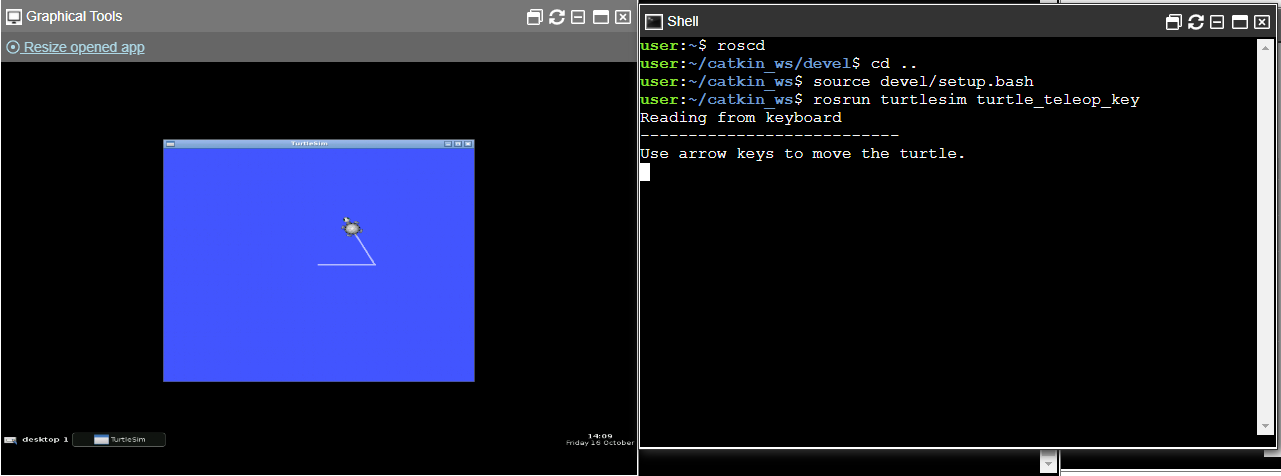 Graphical Tools
Resize opened app
TurtleSim
desktop 1
TurtleSim
14:09
Friday 16 October
Shell
user:~$ roscd
user:~/catkin_ws/devel$ cd ..
user:~/catkin_ws$ source devel/setup.bash
user:~/catkin_ws$ rosrun turtlesim turtle_teleop_key
Reading from keyboard
---------------------------
Use arrow keys to move the turtle.